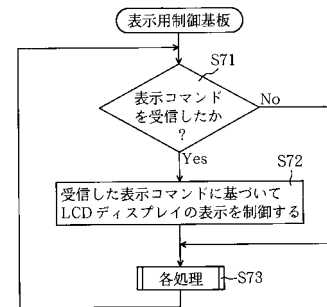 表示用制御基板
S71
表示コマンド
を受信したか
?
No
Yes
S72
受信した表示コマンドに基づいて
LCDディスプレイの表示を制御する
各処理
S73